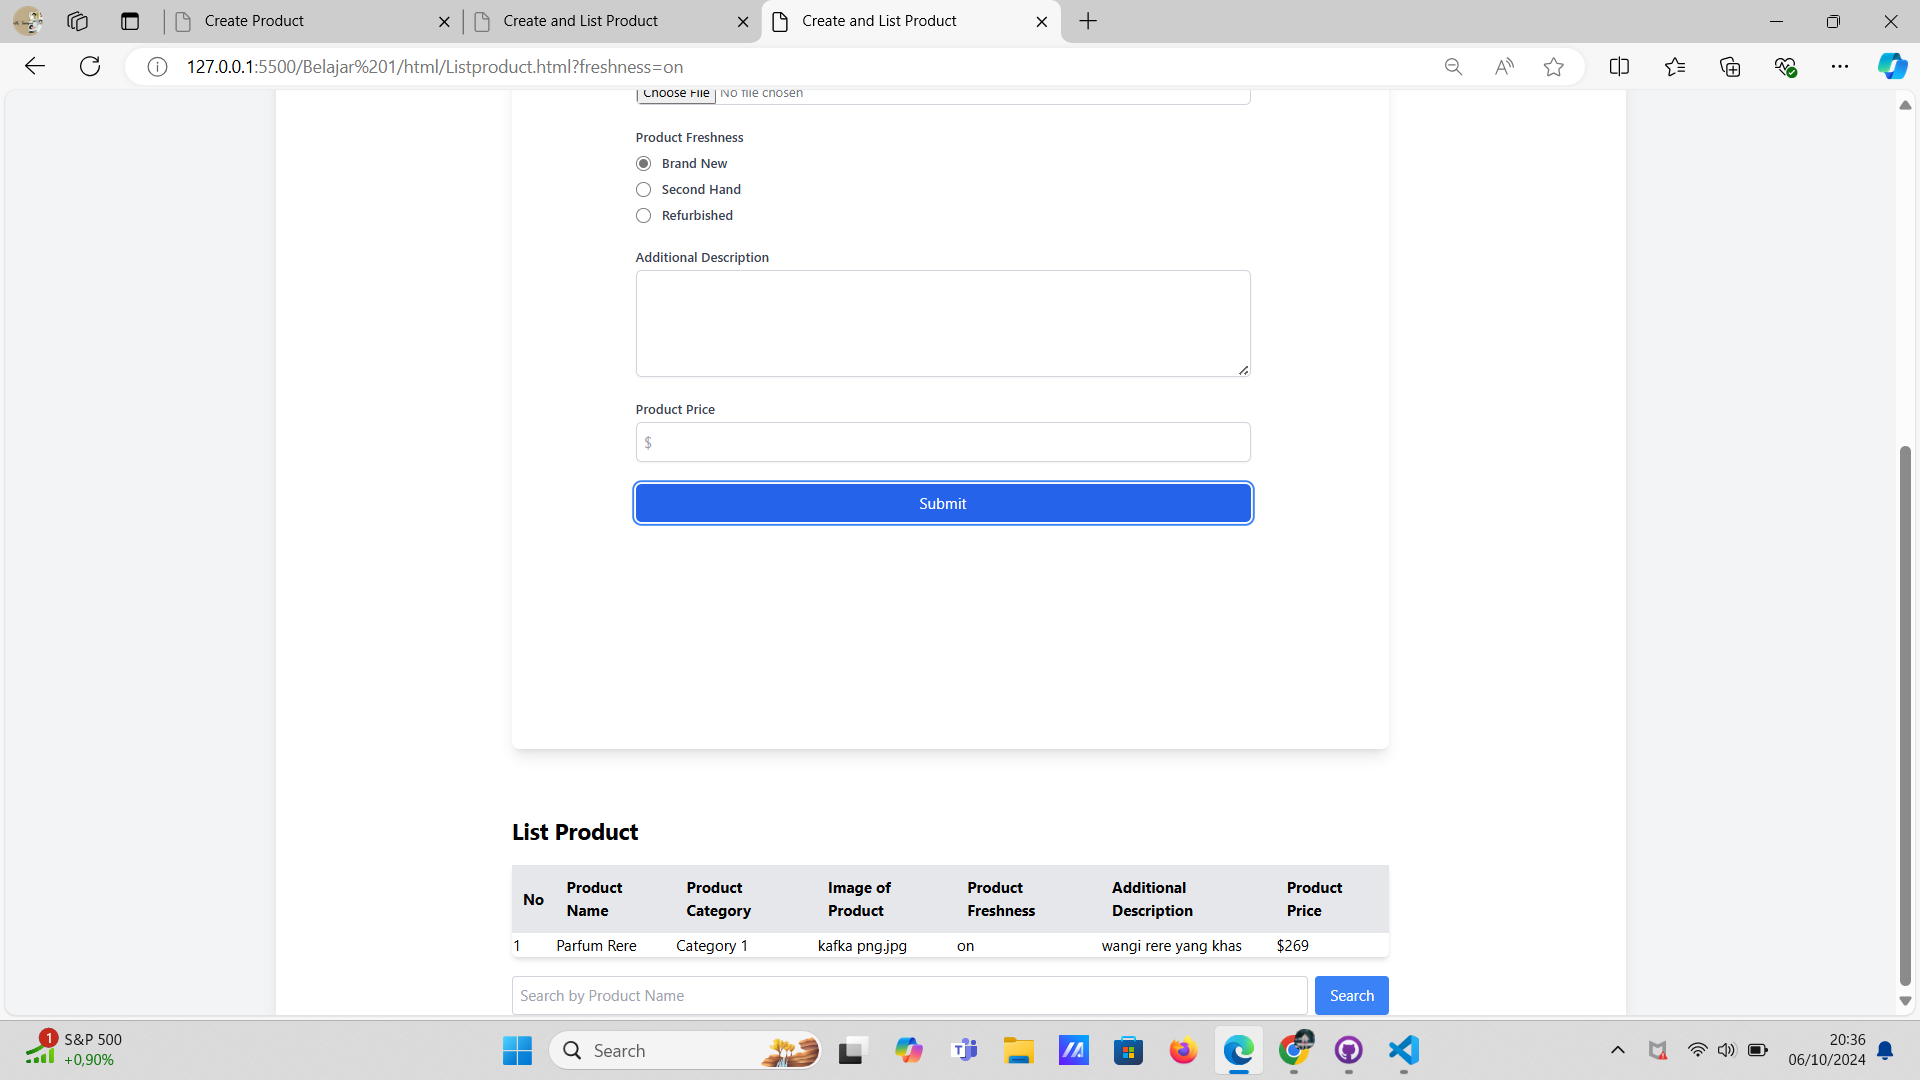 Create Product
Create and List Product
Create and List Product
127.0.0.1:5500/Belajar%201/html/Listproduct.html?freshness=on
Choose File No file chosen
Product Freshness
Brand New
Second Hand
Refurbished
Additional Description
Product Price
$
Submit
List Product
No Product Name Product Category Image of Product Product Freshness Additional Description Product Price
1 Parfum Rere Category 1 kafka png.jpg on wangi rere yang khas $269
Search by Product Name Search
1 S&P 500
+0,90%
Search
20:36
06/10/2024